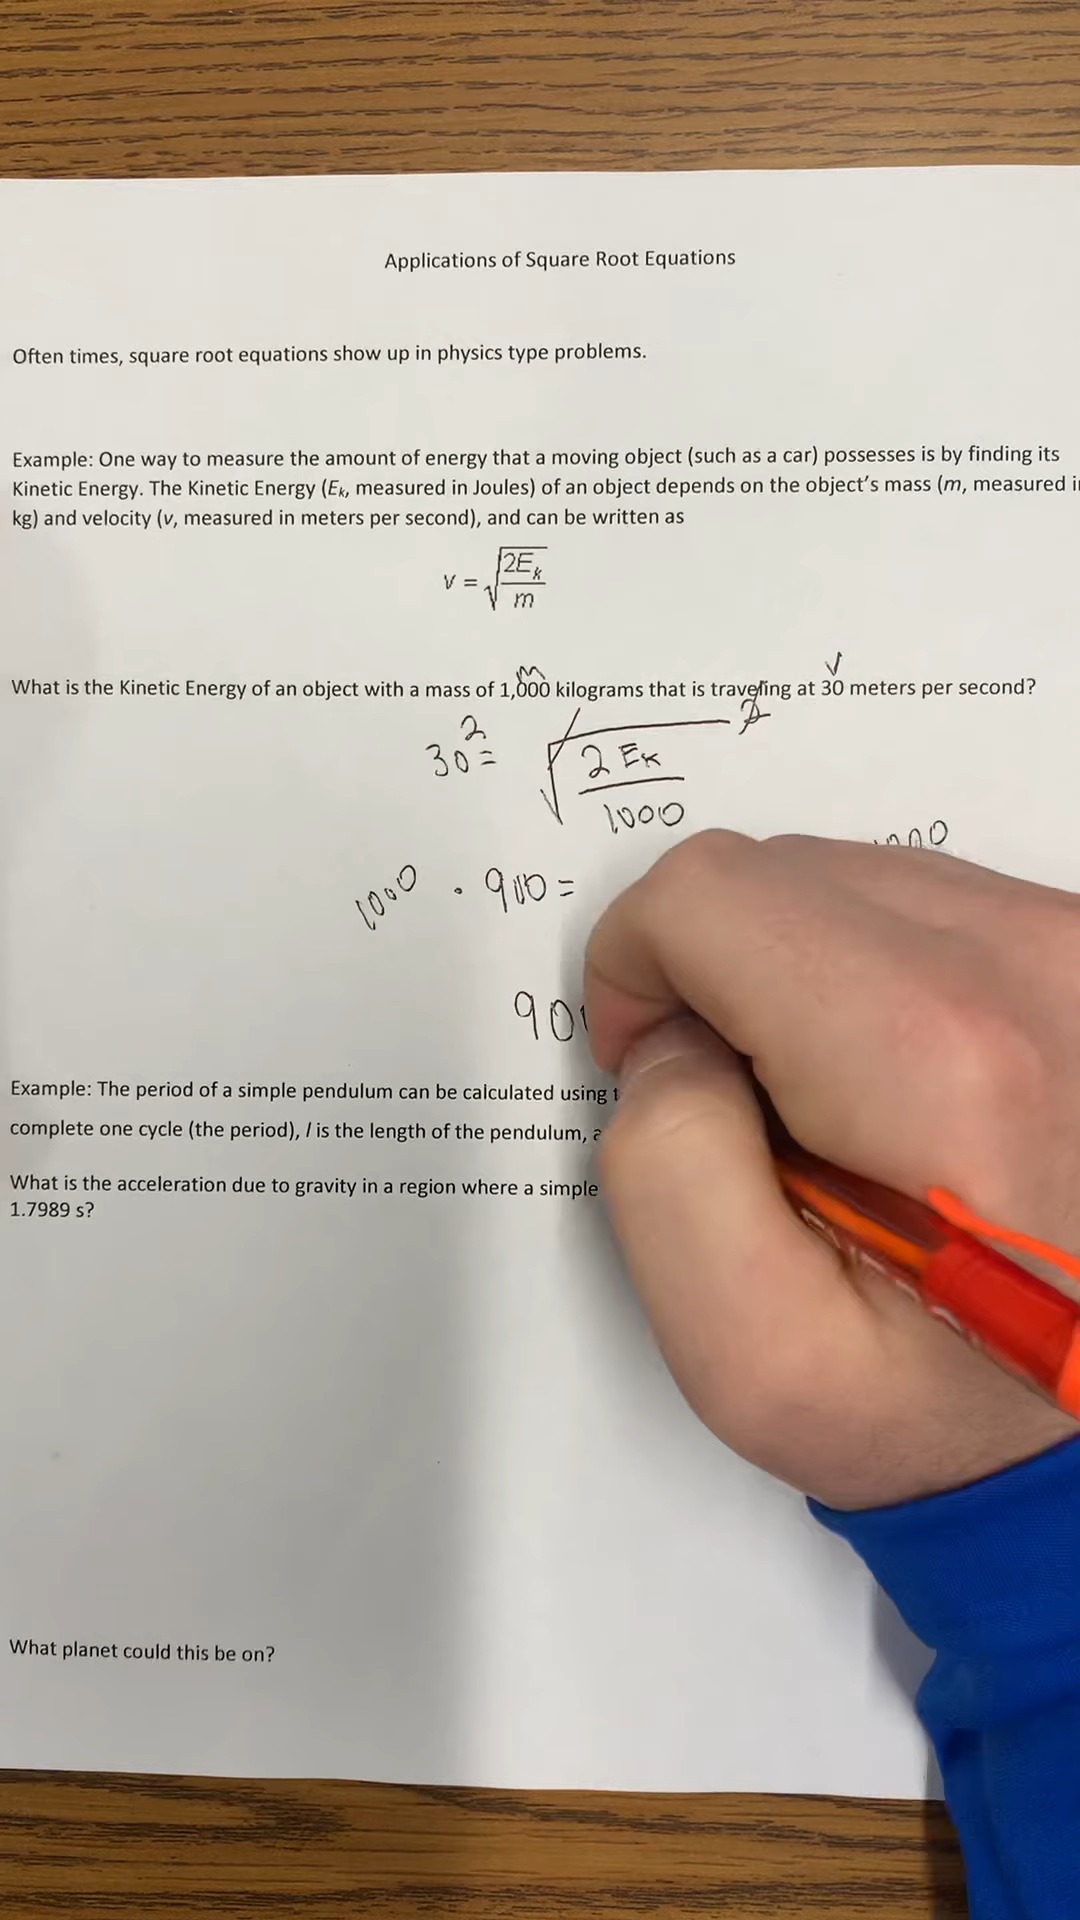 Applications of Square Root Equations
Often times, square root equations show up in physics type problems.
Example: One way to measure the amount of energy that a moving object (such as a car) possesses is by finding its
Kinetic Energy. The Kinetic Energy (Ek, measured in Joules) of an object depends on the object's mass (m, measured
kg) and velocity (v, measured in meters per second), and can be written as
v = √(2Ek/m)
m
v
What is the Kinetic Energy of an object with a mass of 1,000 kilograms that is traveling at 30 meters per second?
30² = √(2 Ek/1000)²
1000 · 900 =
900
Example: The period of a simple pendulum can be calculated using
complete one cycle (the period), l is the length of the pendulum,
What is the acceleration due to gravity in a region where a simple
1.7989 s?
What planet could this be on?